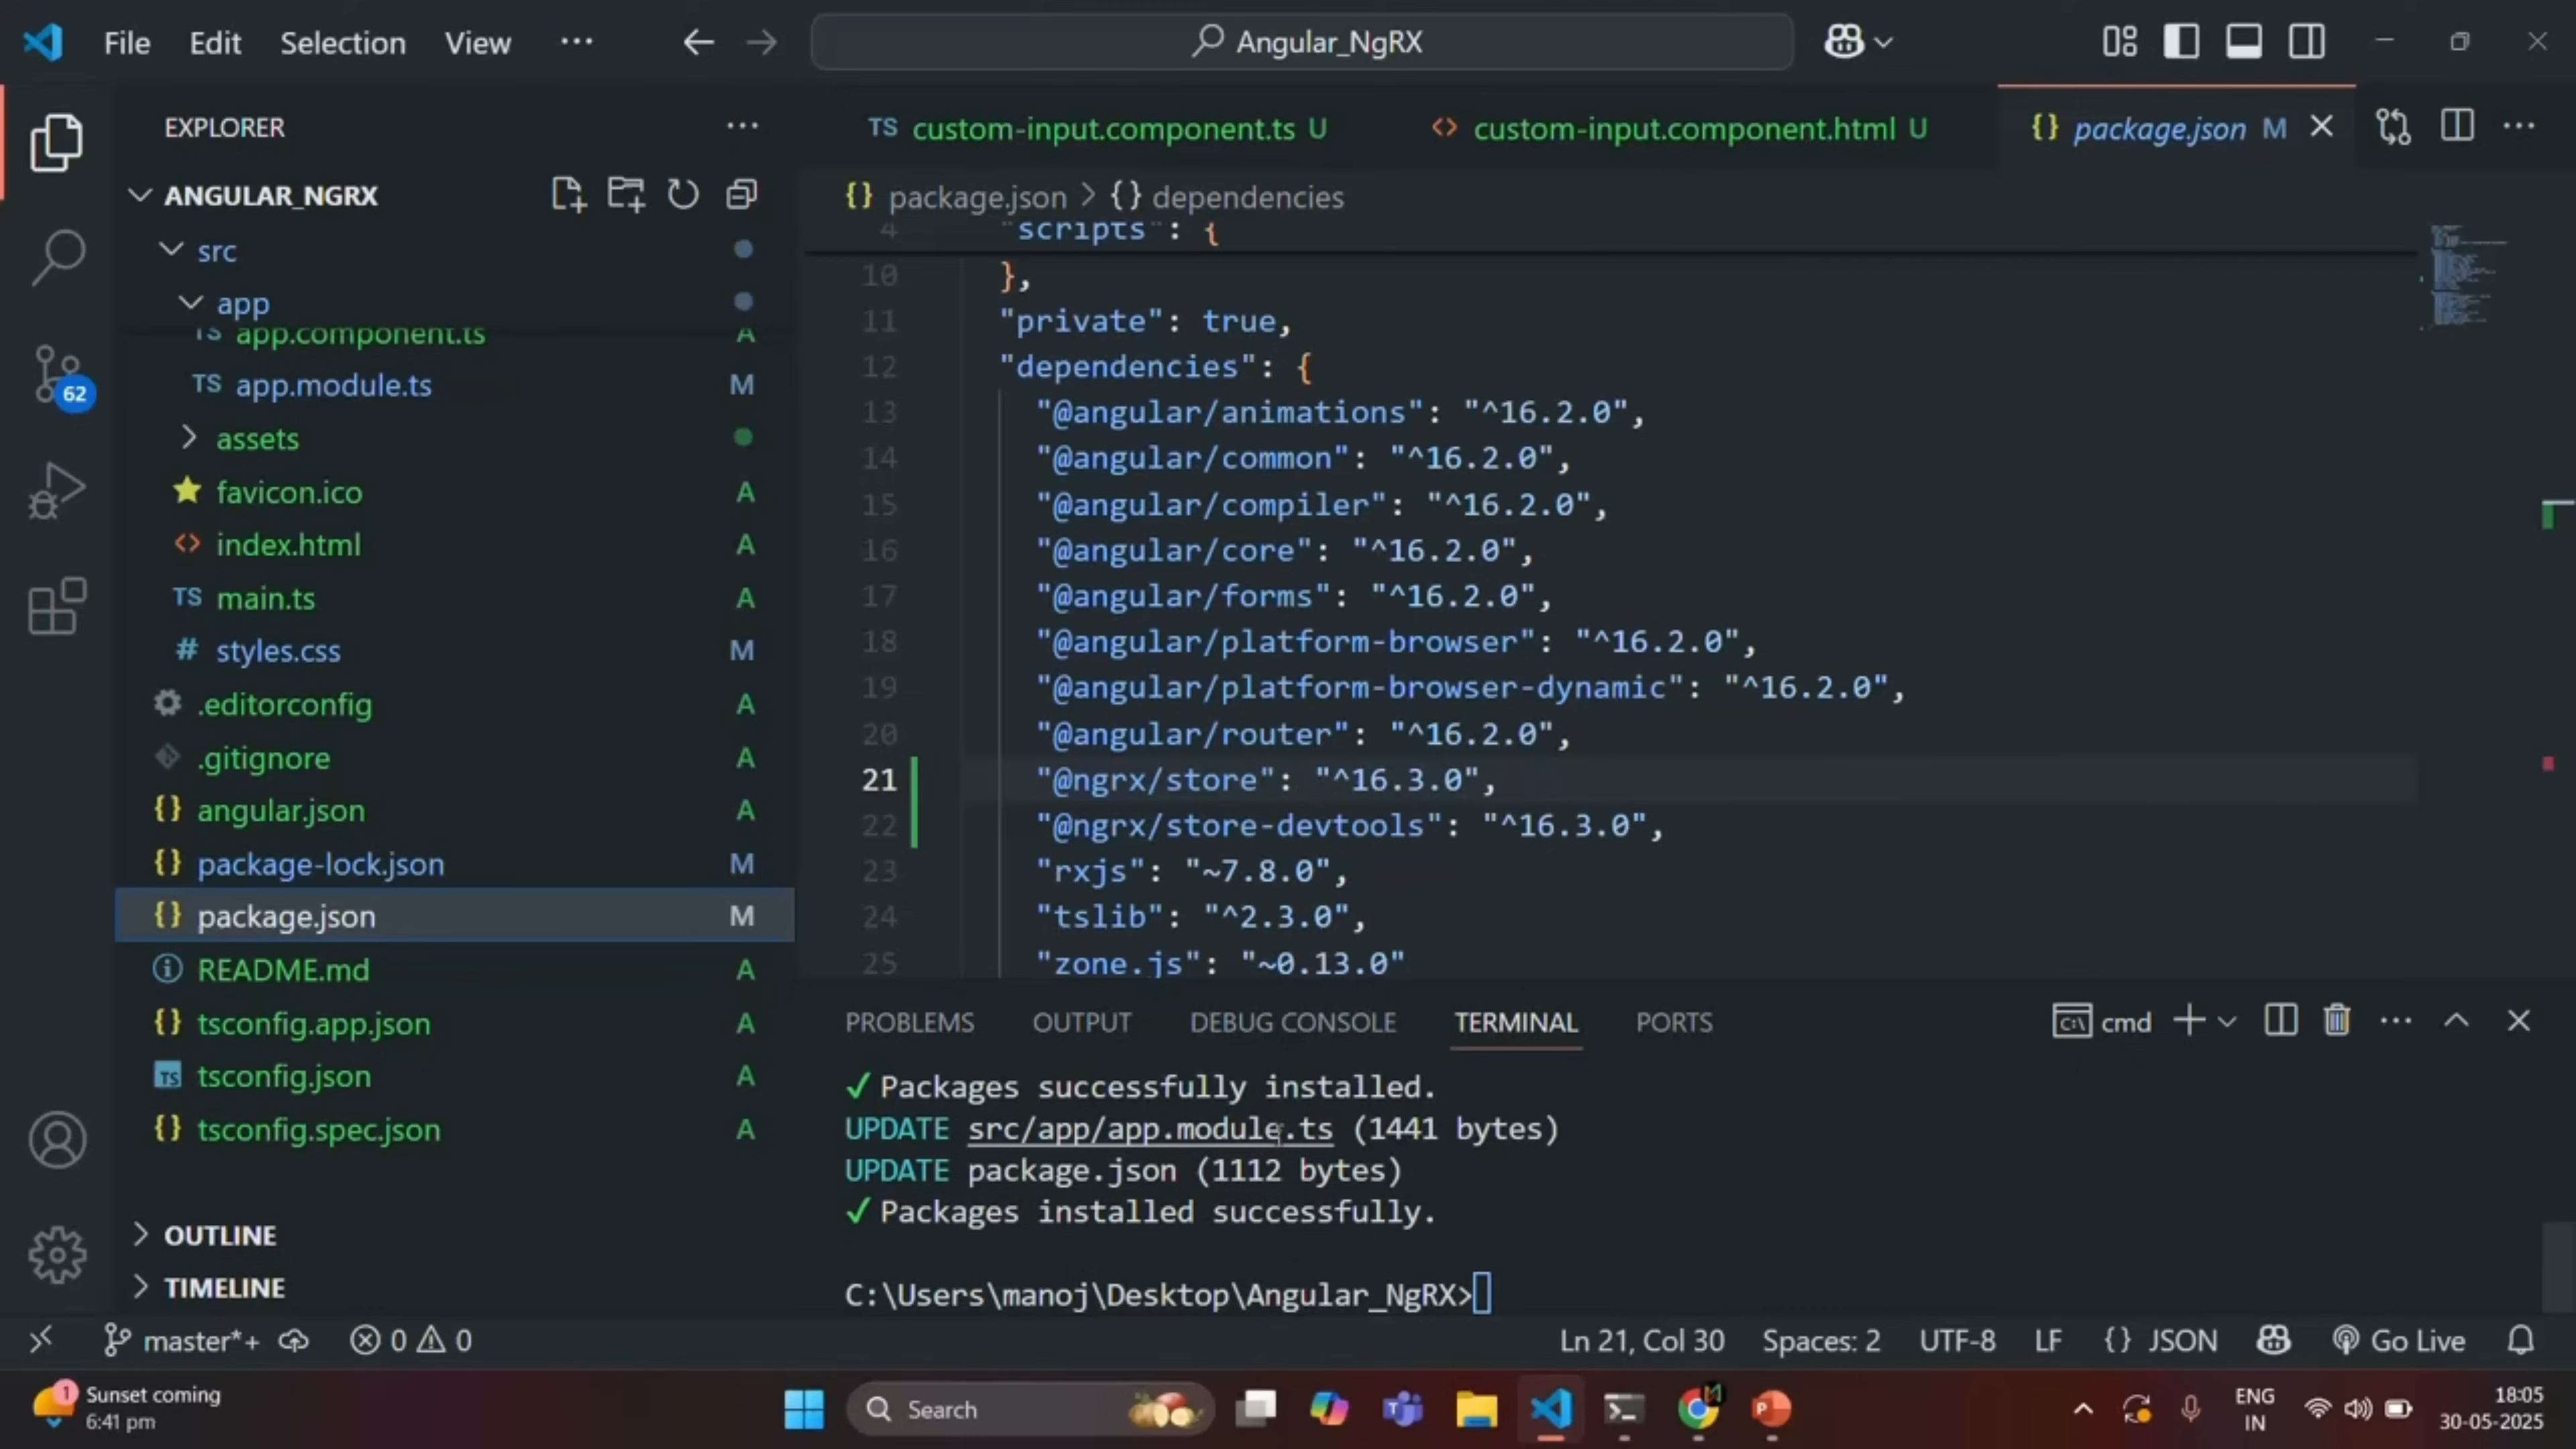 File Edit Selection View ... Angular_NgRX
EXPLORER ...
ANGULAR_NGRX
src
app
app.component.ts A
TS app.module.ts M
assets
favicon.ico A
<> index.html A
TS main.ts A
# styles.css M
.editorconfig A
.gitignore A
{} angular.json A
{} package-lock.json M
{} package.json M
README.md A
{} tsconfig.app.json A
TS tsconfig.json A
{} tsconfig.spec.json A
OUTLINE
TIMELINE
62
TS custom-input.component.ts U <> custom-input.component.html U {} package.json M
{} package.json > {} dependencies
4 "scripts": {
10 },
11 "private": true,
12 "dependencies": {
13 "@angular/animations": "^16.2.0",
14 "@angular/common": "^16.2.0",
15 "@angular/compiler": "^16.2.0",
16 "@angular/core": "^16.2.0",
17 "@angular/forms": "^16.2.0",
18 "@angular/platform-browser": "^16.2.0",
19 "@angular/platform-browser-dynamic": "^16.2.0",
20 "@angular/router": "^16.2.0",
21 "@ngrx/store": "^16.3.0",
22 "@ngrx/store-devtools": "^16.3.0",
23 "rxjs": "~7.8.0",
24 "tslib": "^2.3.0",
25 "zone.js": "~0.13.0"
PROBLEMS OUTPUT DEBUG CONSOLE TERMINAL PORTS cmd
✓ Packages successfully installed.
UPDATE src/app/app.module.ts (1441 bytes)
UPDATE package.json (1112 bytes)
✓ Packages installed successfully.
C:\Users\manoj\Desktop\Angular_NgRX>
master*+ 0 0 Ln 21, Col 30 Spaces: 2 UTF-8 LF {} JSON Go Live
1 Sunset coming
6:41 pm
Search
ENG
IN
18:05
30-05-2025